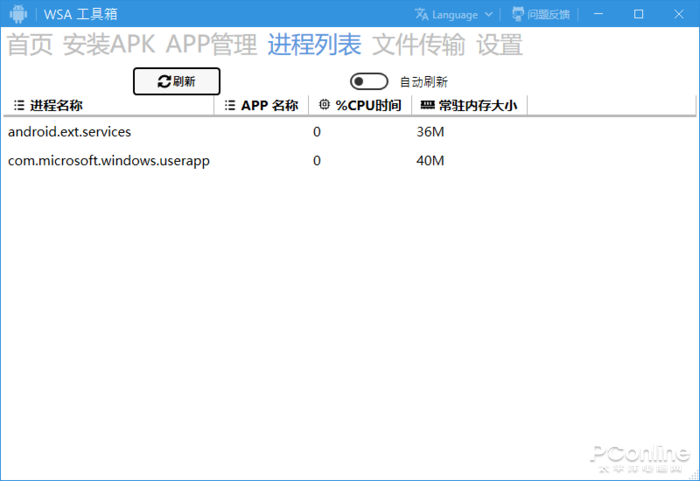 WSA 工具箱 Language 问题反馈
首页 安装APK APP管理 进程列表 文件传输 设置
刷新 自动刷新
进程名称 APP 名称 %CPU时间 常驻内存大小
android.ext.services 0 36M
com.microsoft.windows.userapp 0 40M
PConline
太平洋电脑网